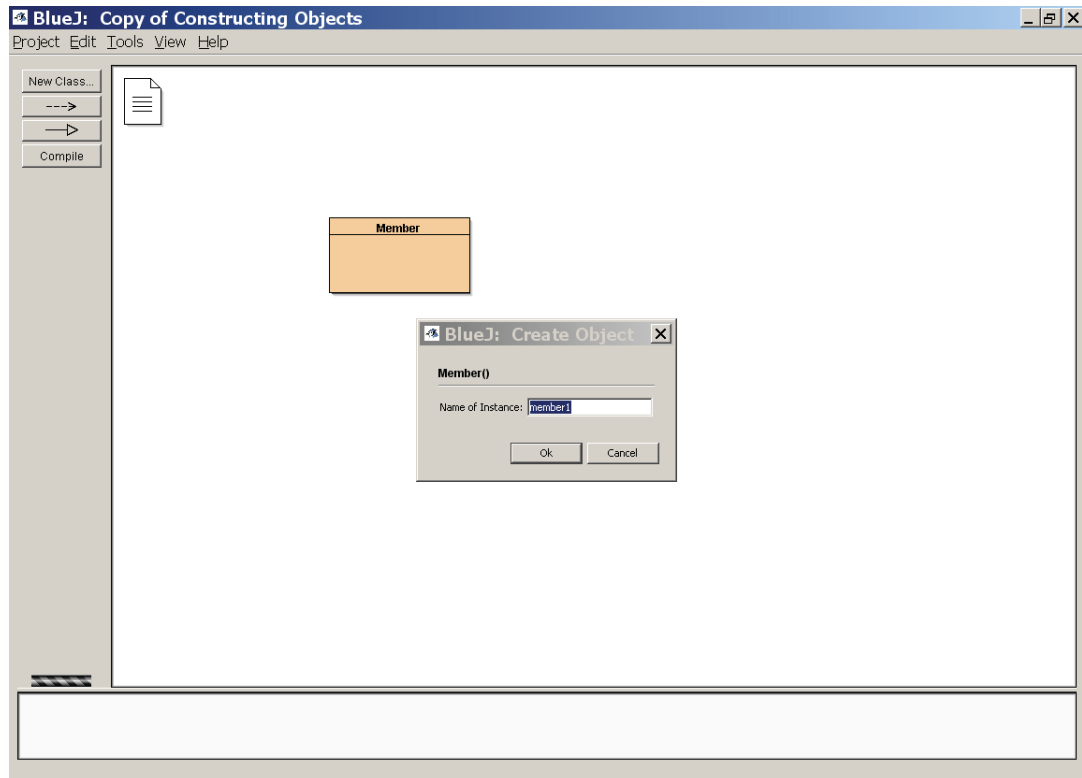 BlueJ: Copy of Constructing Objects
Project Edit Tools View Help
New Class...
--->
Compile
Member
BlueJ: Create Object
Member()
Name of Instance: member1
Ok Cancel